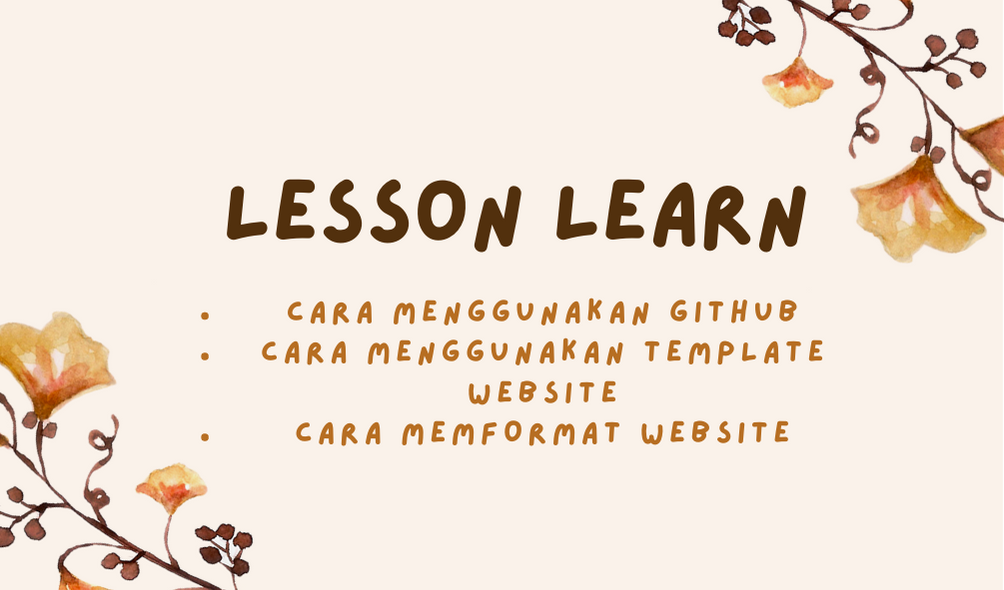 LESSON LEARN
• CARA MENGGUNAKAN GITHUB
• CARA MENGGUNAKAN TEMPLATE
WEBSITE
• CARA MEMFORMAT WEBSITE